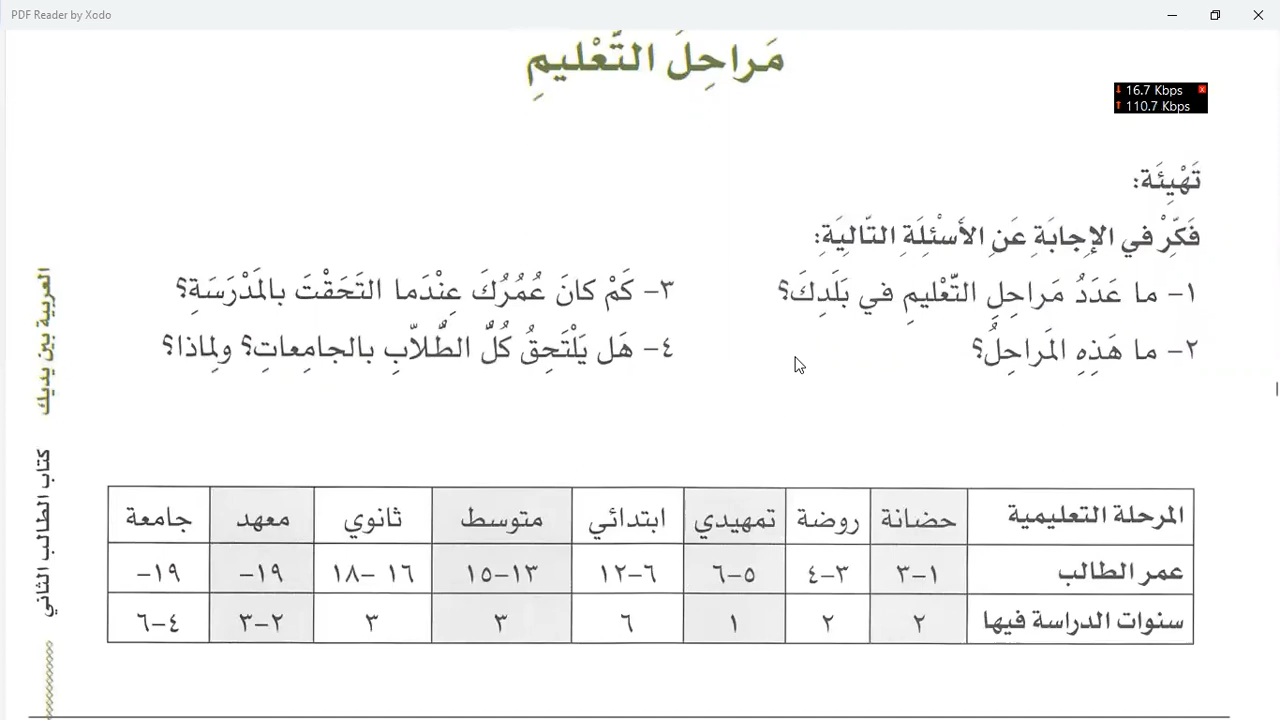 PDF Reader by Xodo
مَراحِلُ التَّعْليمِ
↓ 16.7 Kbps x
↑ 110.7 Kbps
تَهْيِئَة:
فَكِّرْ في الإِجابَةِ عَنِ الأَسْئِلَةِ التّالِيَةِ:
١- ما عَدَدُ مَراحِلِ التَّعْليمِ في بَلَدِكَ؟
٢- ما هَذِهِ المَراحِلُ؟
٣- كَمْ كانَ عُمُرُكَ عِنْدَما التَحَقْتَ بالمَدْرَسَةِ؟
٤- هَل يَلْتَحِقُ كُلُّ الطُّلاّبِ بالجامِعاتِ؟ ولِماذا؟
المرحلة التعليمية حضانة روضة تمهيدي ابتدائي متوسط ثانوي معهد جامعة
عمر الطالب ١-٣ ٣-٤ ٥-٦ ٦-١٢ ١٣-١٥ ١٦ -١٨ ١٩- ١٩-
سنوات الدراسة فيها ٢ ٢ ١ ٦ ٣ ٣ ٢-٣ ٤-٦
العربية بين يديك
كتاب الطالب الثاني